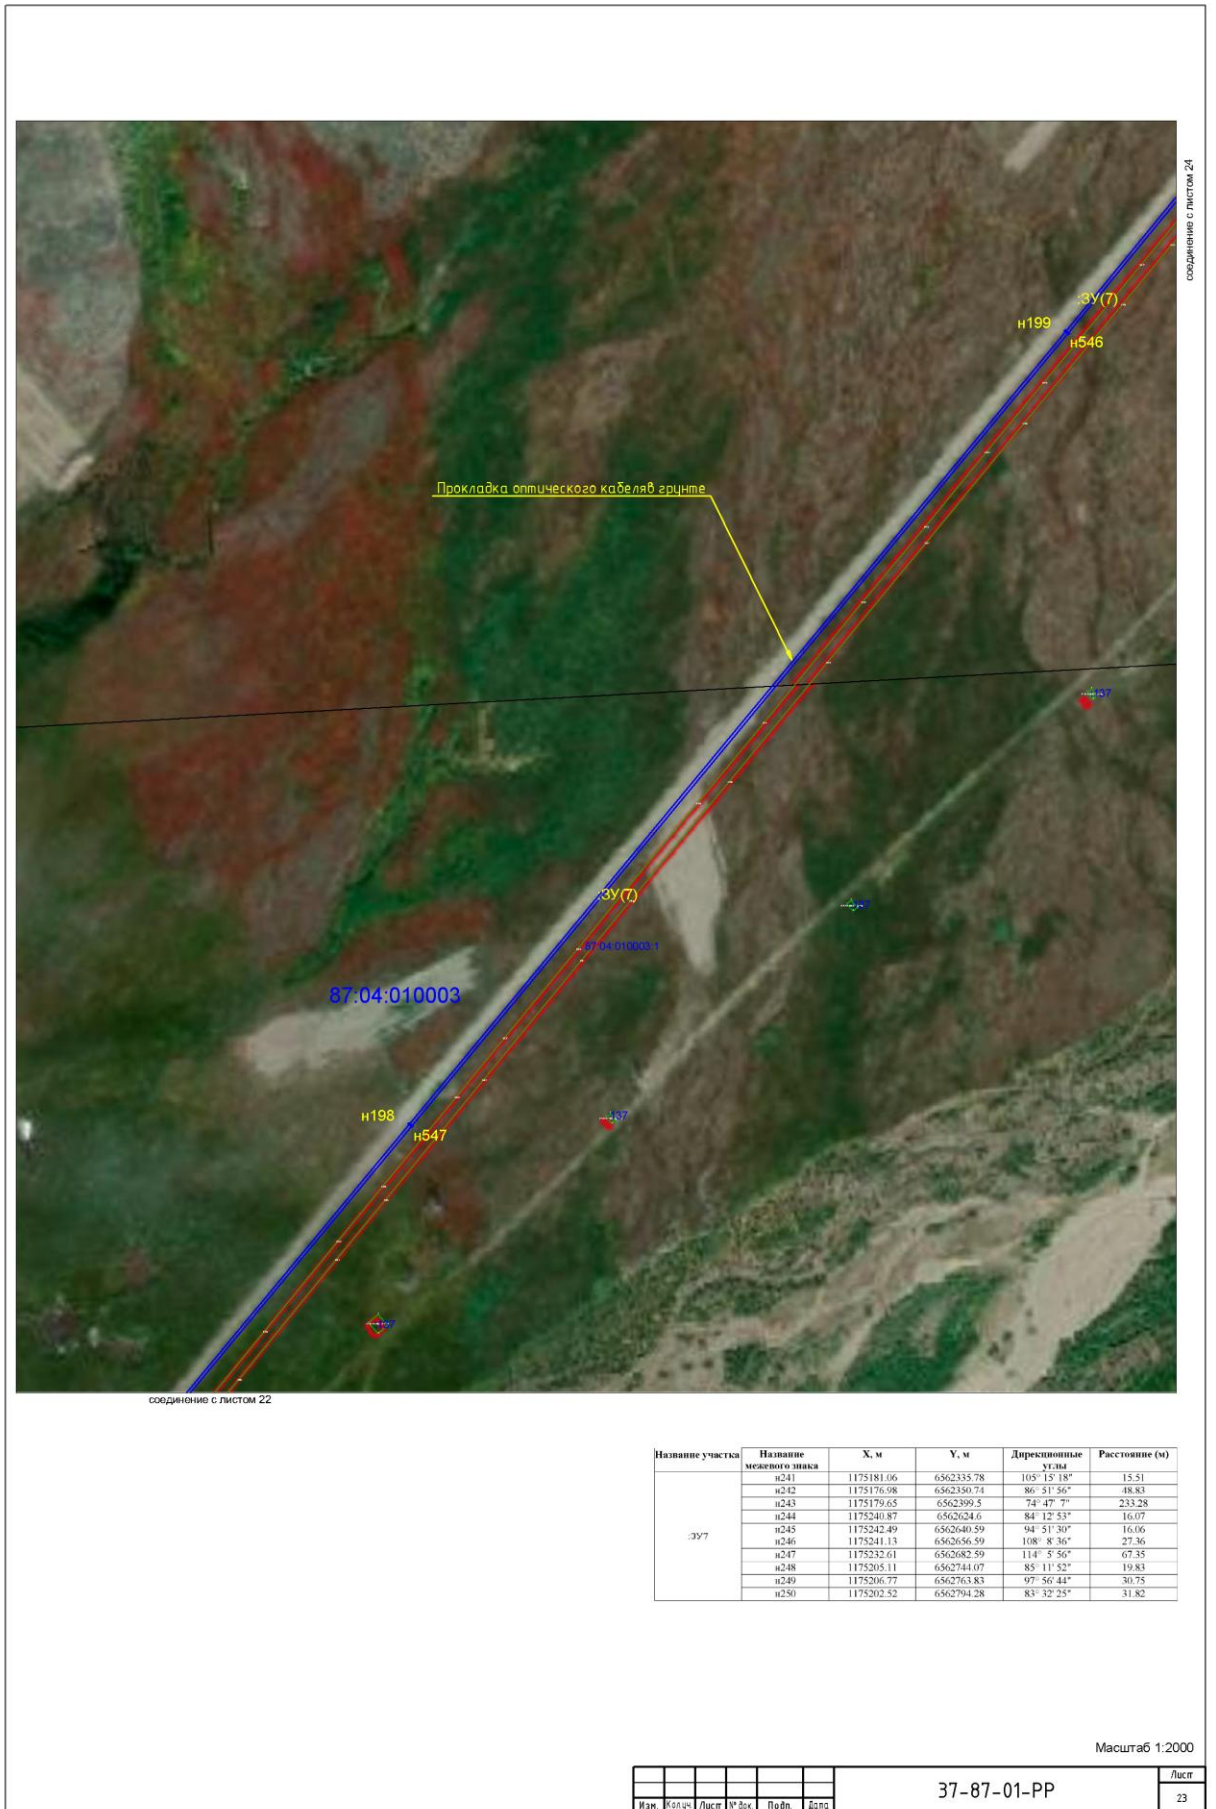 соединение с листом 24
:ЗУ(7)
н199
н546
Прокладка оптического кабеляв грунте
137
:ЗУ(7)
87:04:010003:1
87:04:010003
н198
н547
137
соединение с листом 22
Название участка Название межевого знака X, м Y, м Дирекционные углы Расстояние (м)
:ЗУ7
н241 1175181.06 6562335.78 105° 15' 18" 15.51
н242 1175176.98 6562350.74 86° 51' 56" 48.83
н243 1175179.65 6562399.5 74° 47' 7" 233.28
н244 1175240.87 6562624.6 84° 12' 53" 16.07
н245 1175242.49 6562640.59 94° 51' 30" 16.06
н246 1175241.13 6562656.59 108° 8' 36" 27.36
н247 1175232.61 6562682.59 114° 5' 56" 67.35
н248 1175205.11 6562744.07 85° 11' 52" 19.83
н249 1175206.77 6562763.83 97° 56' 44" 30.75
н250 1175202.52 6562794.28 83° 32' 25" 31.82
Масштаб 1:2000
37-87-01-РР
Лист
23
Изм. Кол.уч. Лист № док. Подп. Дата